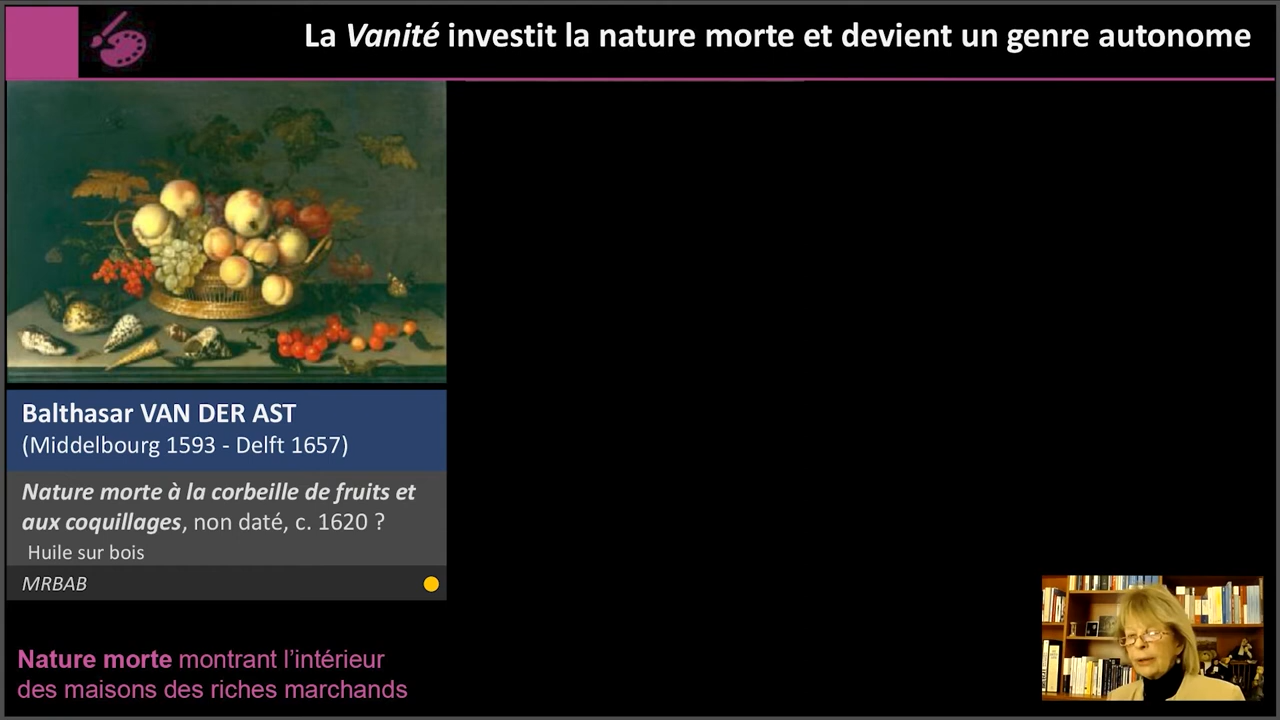 La Vanité investit la nature morte et devient un genre autonome
Balthasar VAN DER AST
(Middelbourg 1593 - Delft 1657)
Nature morte à la corbeille de fruits et
aux coquillages, non daté, c. 1620 ?
Huile sur bois
MRBAB
Nature morte montrant l’intérieur
des maisons des riches marchands